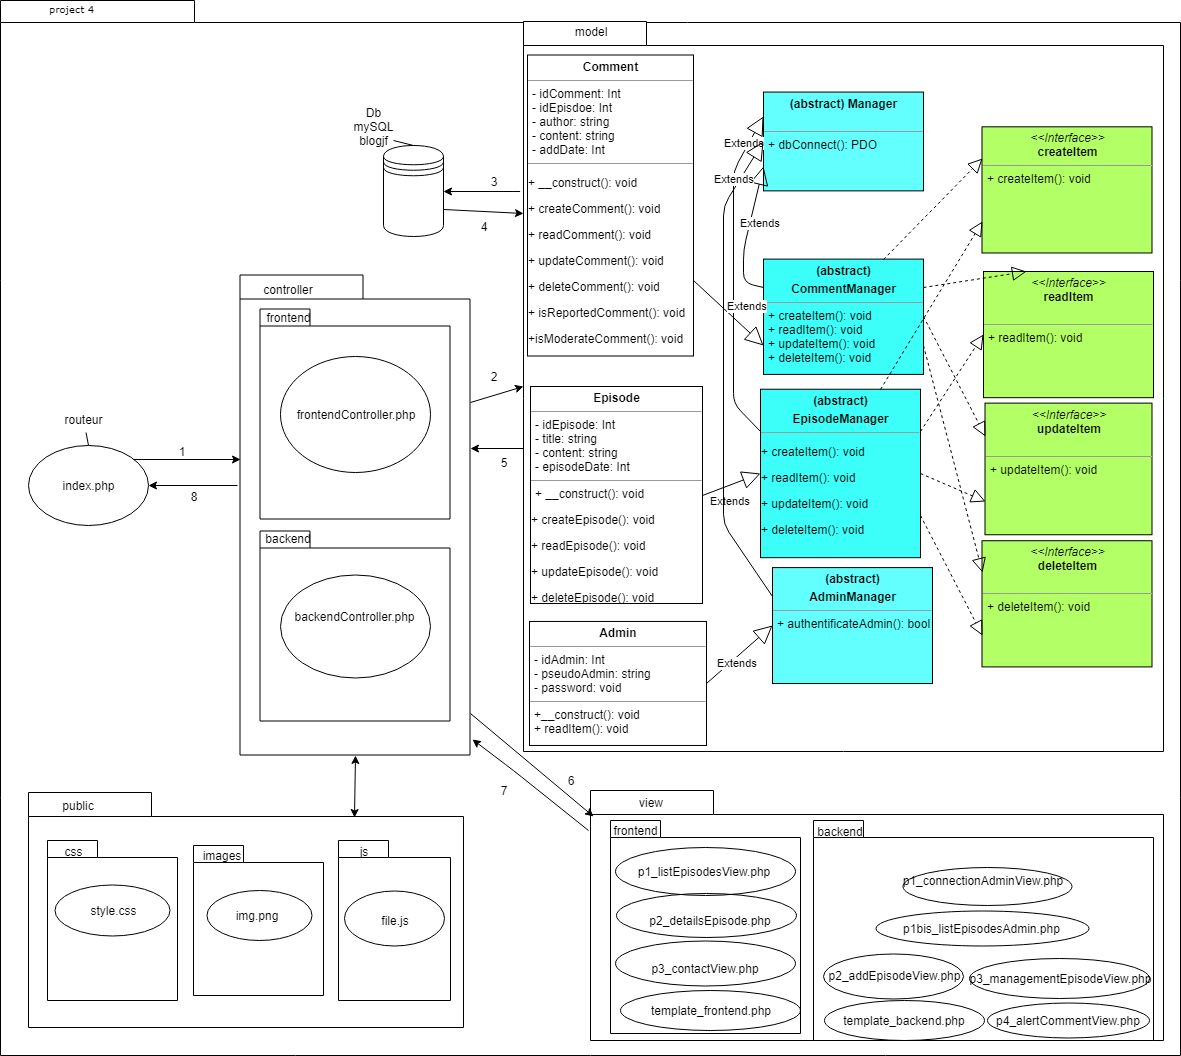 project 4
model
Comment
- idComment: Int
- idEpisdoe: Int
- author: string
- content: string
- addDate: Int
+ __construct(): void
+ createComment(): void
+ readComment(): void
+ updateComment(): void
+ deleteComment(): void
+ isReportedComment(): void
+isModerateComment(): void
Db
mySQL
blogjf
3
4
(abstract) Manager
+ dbConnect(): PDO
Extends
Extends
Extends
Extends
<<Interface>>
createItem
+ createItem(): void
(abstract)
CommentManager
+ createItem(): void
+ readItem(): void
+ updateItem(): void
+ deleteItem(): void
<<Interface>>
readItem
+ readItem(): void
controller
frontend
frontendController.php
2
5
Episode
- idEpisode: Int
- title: string
- content: string
- episodeDate: Int
+ __construct(): void
+ createEpisode(): void
+ readEpisode(): void
+ updateEpisode(): void
+ deleteEpisode(): void
Extends
(abstract)
EpisodeManager
+ createItem(): void
+ readItem(): void
+ updateItem(): void
+ deleteItem(): void
<<Interface>>
updateItem
+ updateItem(): void
routeur
index.php
1
8
backend
backendController.php
<<Interface>>
deleteItem
+ deleteItem(): void
(abstract)
AdminManager
+ authentificateAdmin(): bool
Admin
- idAdmin: Int
- pseudoAdmin: string
- password: void
+__construct(): void
+ readItem(): void
Extends
6
7
public
css
style.css
images
img.png
js
file.js
view
frontend
p1_listEpisodesView.php
p2_detailsEpisode.php
p3_contactView.php
template_frontend.php
backend
p1_connectionAdminView.php
p1bis_listEpisodesAdmin.php
p2_addEpisodeView.php
p3_managementEpisodeView.php
template_backend.php
p4_alertCommentView.php